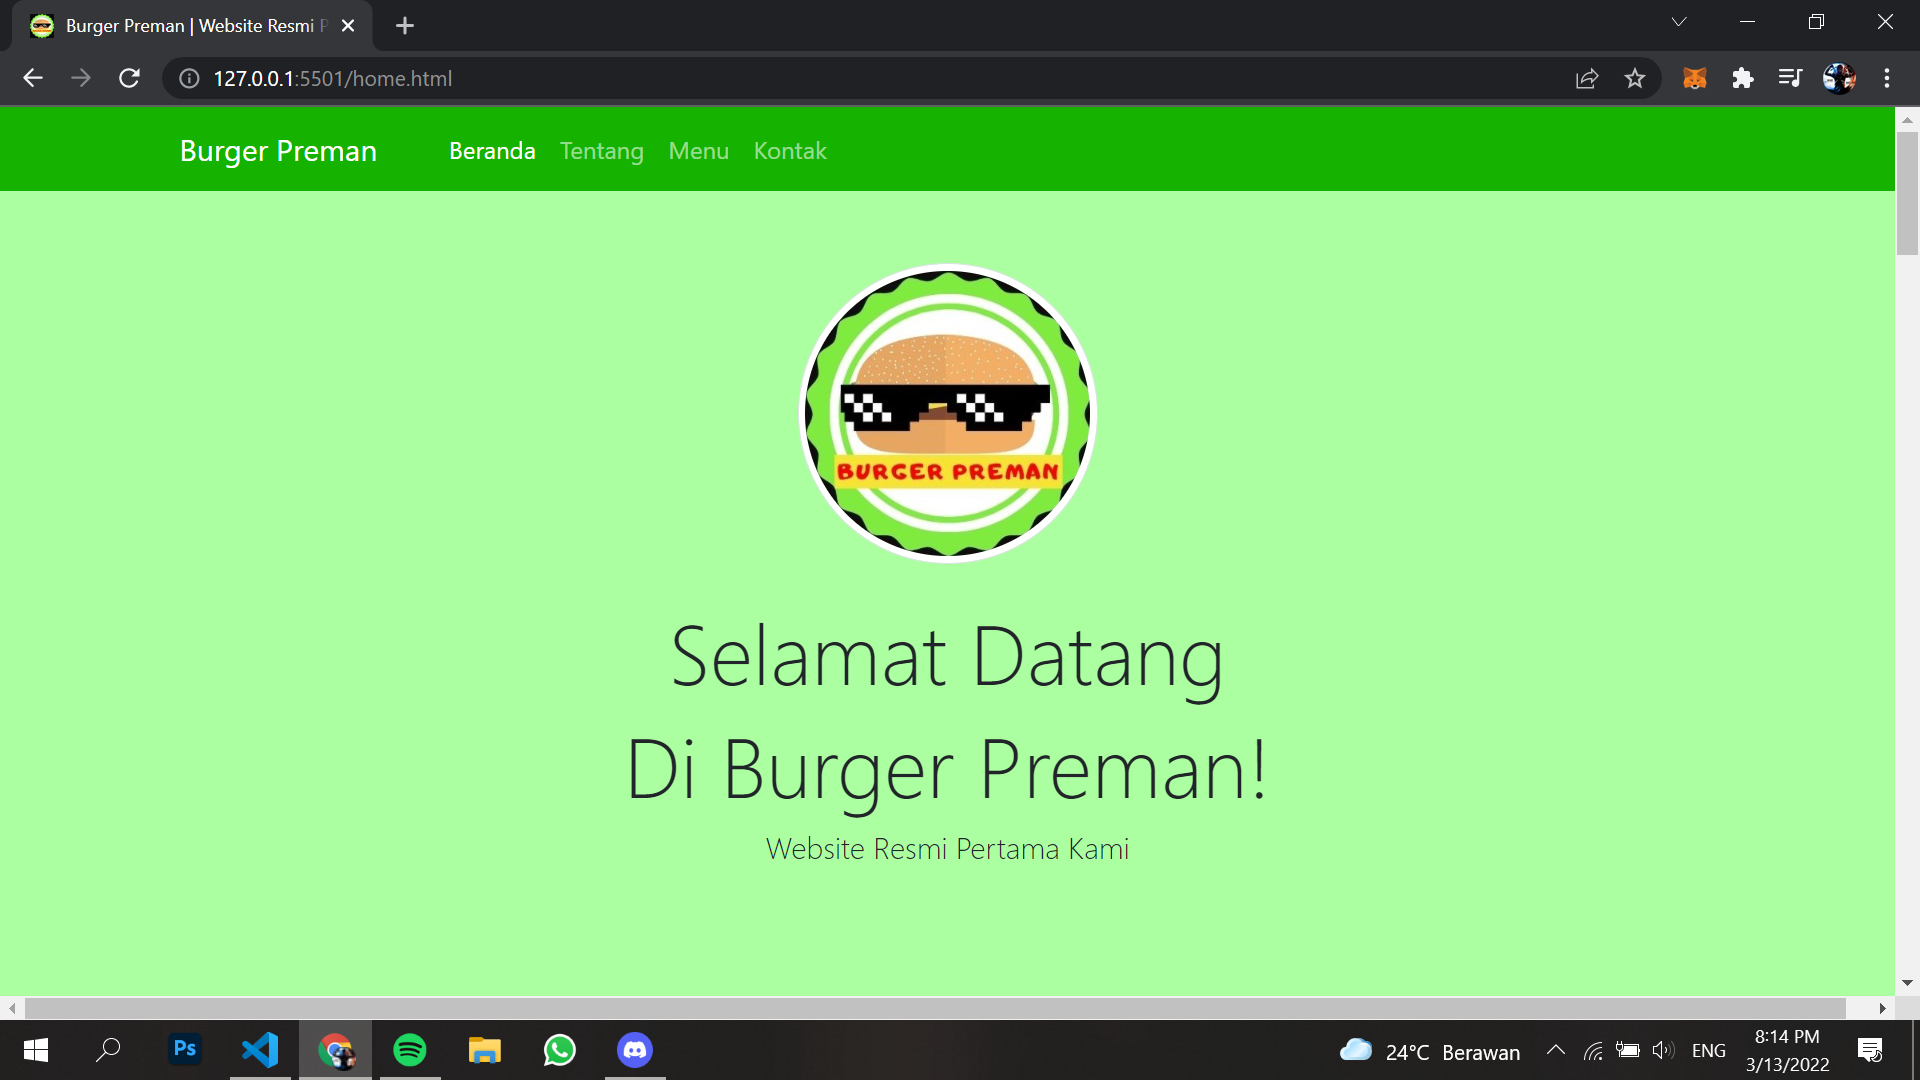 Burger Preman | Website Resmi P
127.0.0.1:5501/home.html
Burger Preman Beranda Tentang Menu Kontak
BURGER PREMAN
Selamat Datang
Di Burger Preman!
Website Resmi Pertama Kami
Ps
24°C Berawan
ENG
8:14 PM
3/13/2022